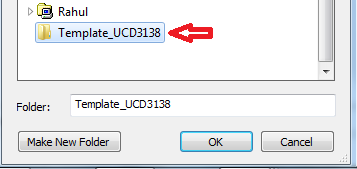 Rahul
Template_UCD3138
Folder: Template_UCD3138
Make New Folder OK Cancel